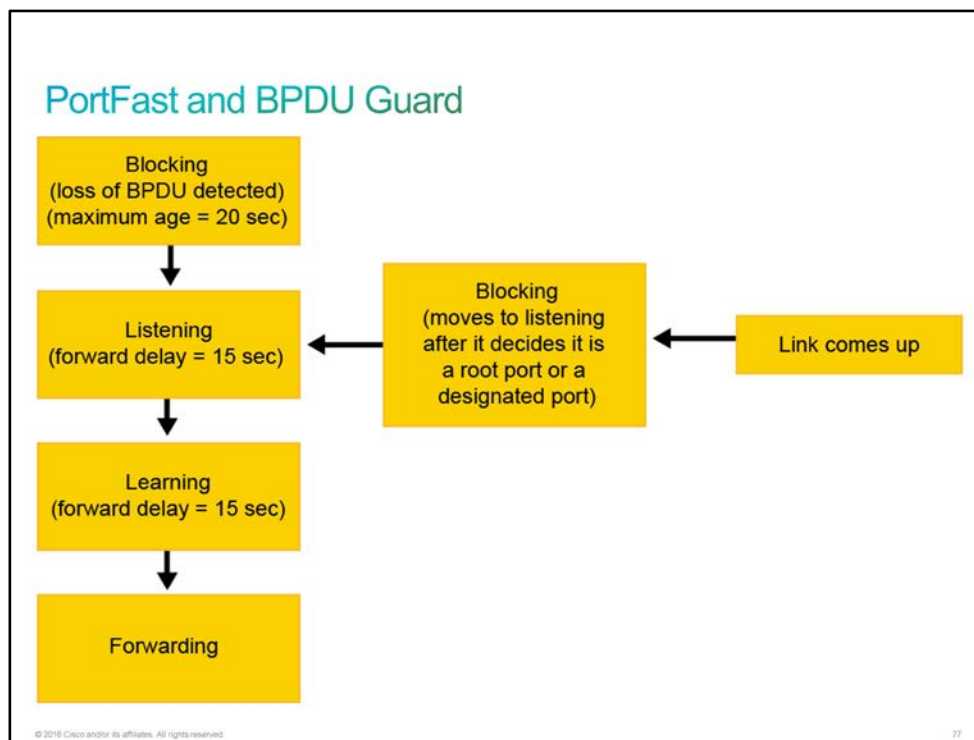 PortFast and BPDU Guard
Blocking
(loss of BPDU detected)
(maximum age = 20 sec)
Listening
(forward delay = 15 sec)
Learning
(forward delay = 15 sec)
Forwarding
Blocking
(moves to listening
after it decides it is
a root port or a
designated port)
Link comes up
© 2016 Cisco and/or its affiliates. All rights reserved.
77